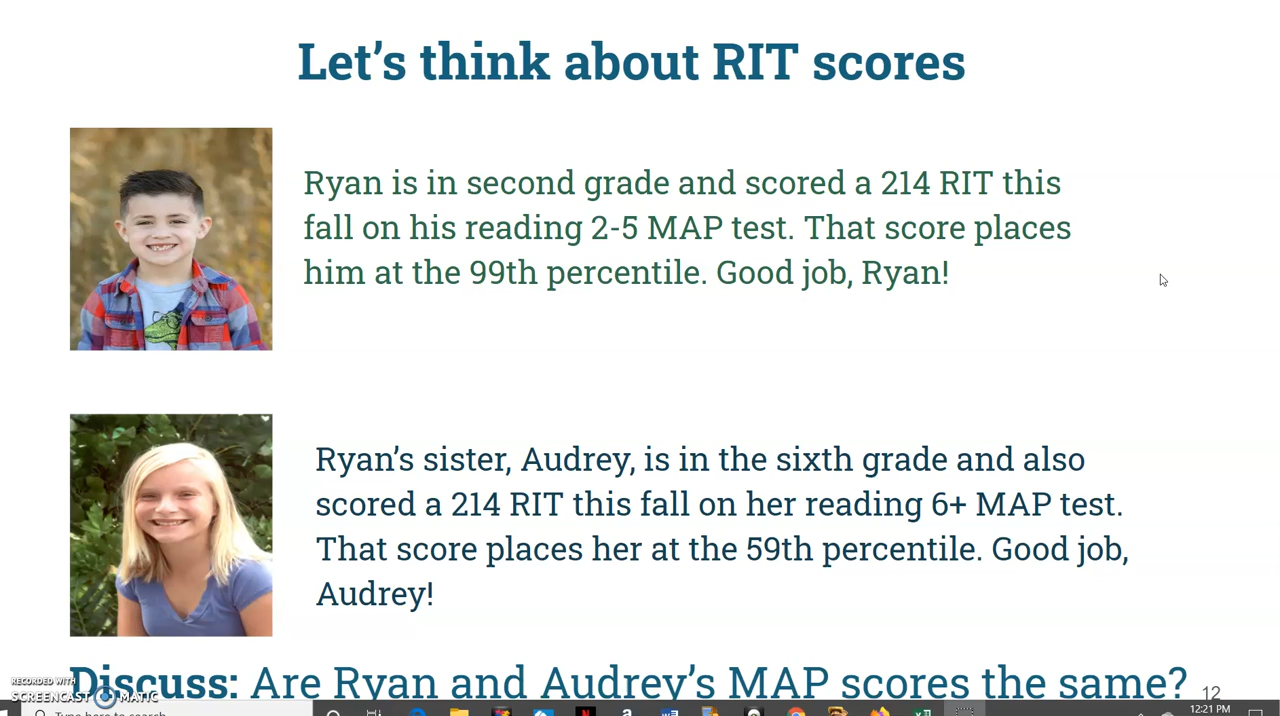 Let's think about RIT scores
Ryan is in second grade and scored a 214 RIT this
fall on his reading 2-5 MAP test. That score places
him at the 99th percentile. Good job, Ryan!
Ryan's sister, Audrey, is in the sixth grade and also
scored a 214 RIT this fall on her reading 6+ MAP test.
That score places her at the 59th percentile. Good job,
Audrey!
Discuss: Are Ryan and Audrey's MAP scores the same?
12
RECORDED WITH
SCREENCAST MATIC
Type here to search
12:21 PM